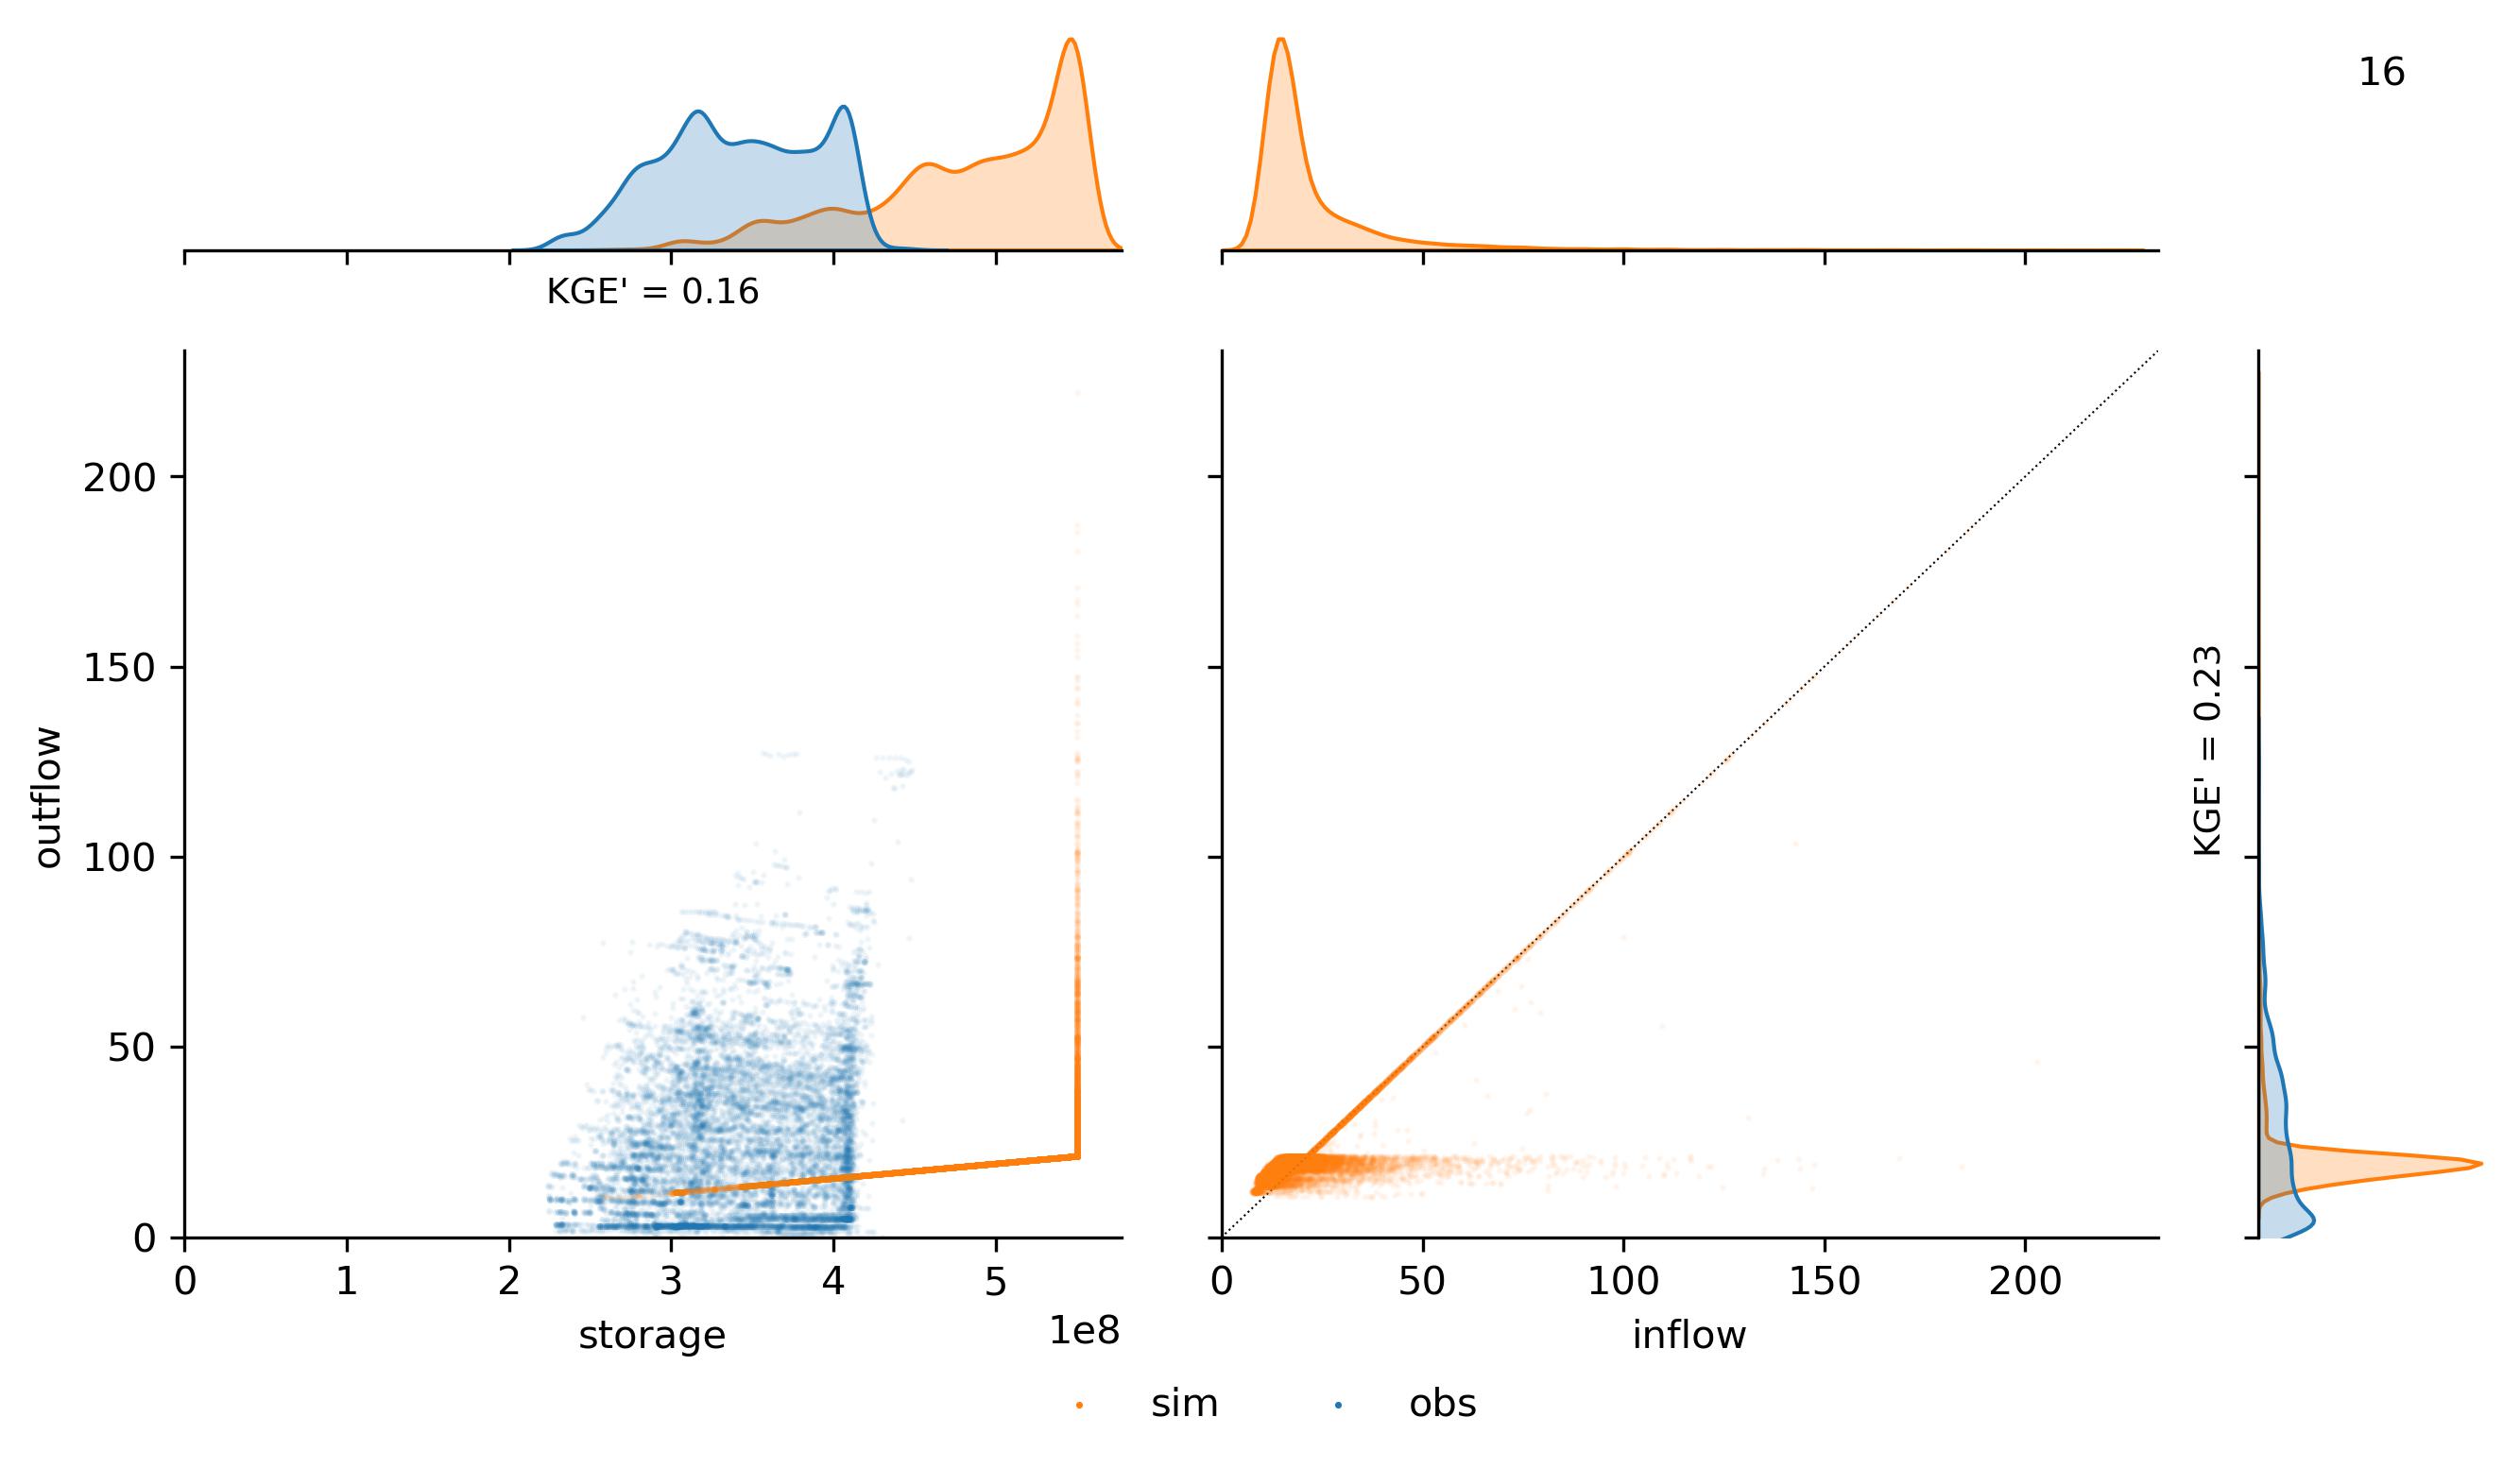 16
KGE' = 0.16
outflow
200
150
100
50
0
KGE' = 0.23
0 1 2 3 4 5
1e8
storage
0 50 100 150 200
inflow
sim obs